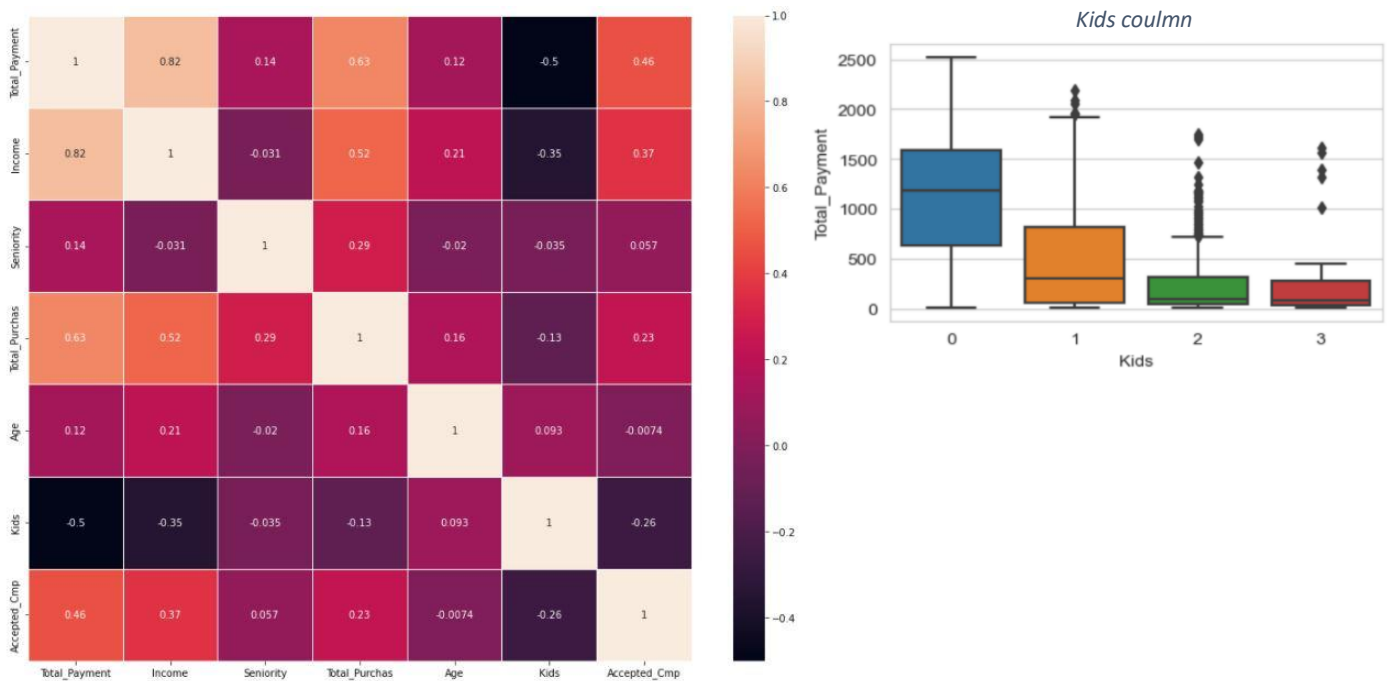 Total_Payment 1 0.82 0.14 0.63 0.12 -0.5 0.46
Income 0.82 1 -0.031 0.52 0.21 -0.35 0.37
Seniority 0.14 -0.031 1 0.29 -0.02 -0.035 0.057
Total_Purchas 0.63 0.52 0.29 1 0.16 -0.13 0.23
Age 0.12 0.21 -0.02 0.16 1 0.093 -0.0074
Kids -0.5 -0.35 -0.035 -0.13 0.093 1 -0.26
Accepted_Cmp 0.46 0.37 0.057 0.23 -0.0074 -0.26 1
Total_Payment Income Seniority Total_Purchas Age Kids Accepted_Cmp
1.0
0.8
0.6
0.4
0.2
0.0
−0.2
−0.4
Kids coulmn
Total_Payment
2500
2000
1500
1000
500
0
0 1 2 3
Kids